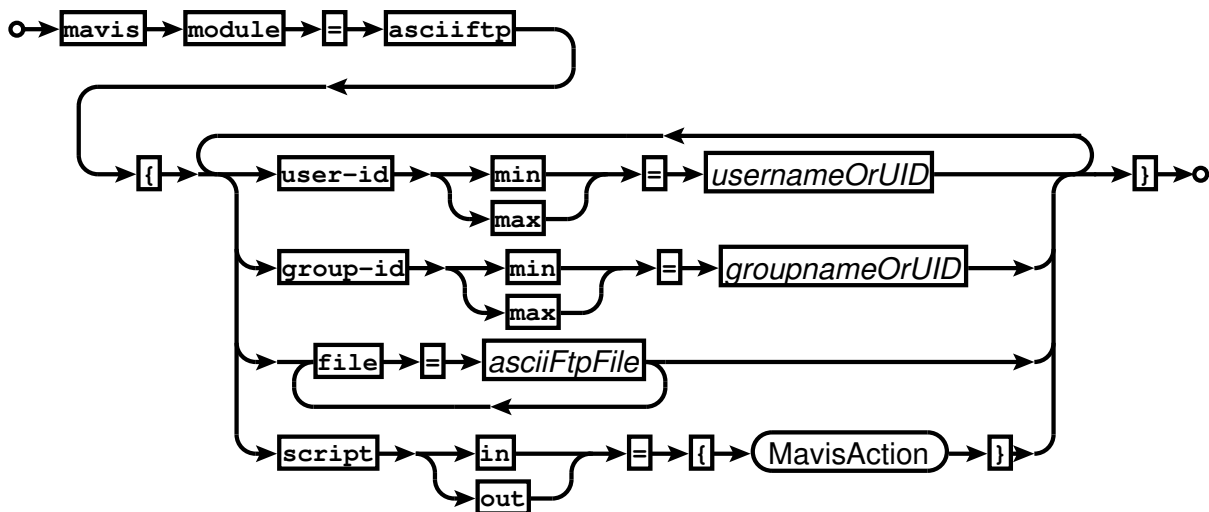 mavis module = asciiftp
{ user-id min = usernameOrUID }
max
group-id min = groupnameOrUID
max
file = asciiFtpFile
script in = { MavisAction }
out